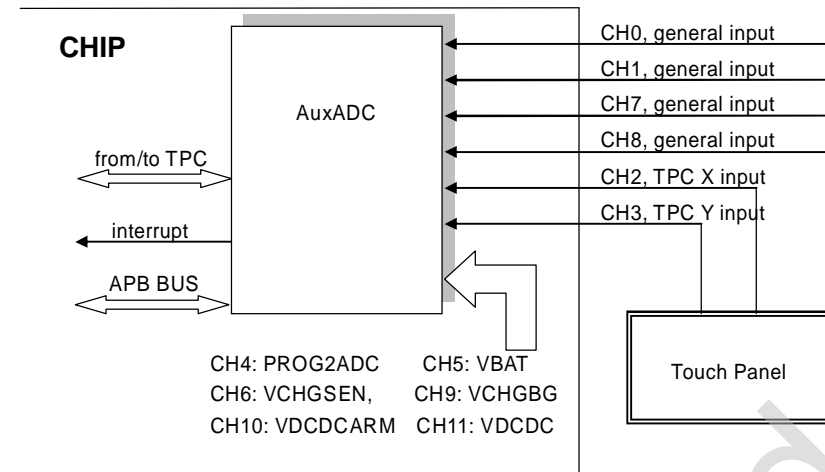 CHIP
AuxADC
from/to TPC
interrupt
APB BUS
CH0, general input
CH1, general input
CH7, general input
CH8, general input
CH2, TPC X input
CH3, TPC Y input
CH4: PROG2ADC CH5: VBAT
CH6: VCHGSEN, CH9: VCHGBG
CH10: VDCDCARM CH11: VDCDC
Touch Panel